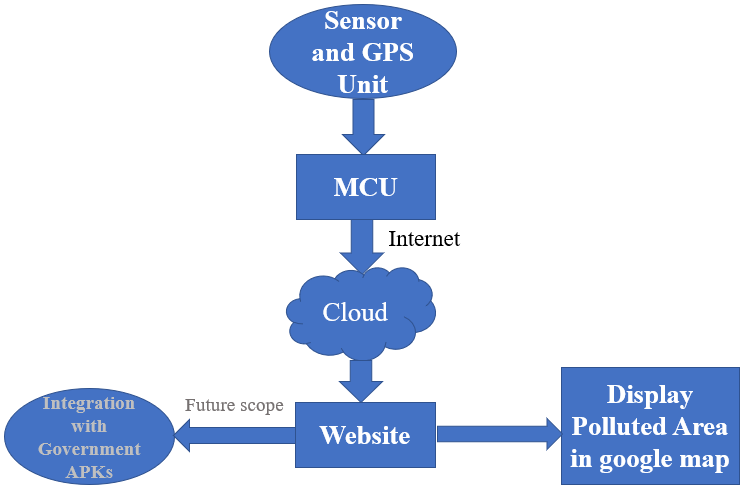 Sensor
and GPS
Unit
MCU
Internet
Cloud
Future scope
Integration
with
Government
APKs
Website
Display
Polluted Area
in google map